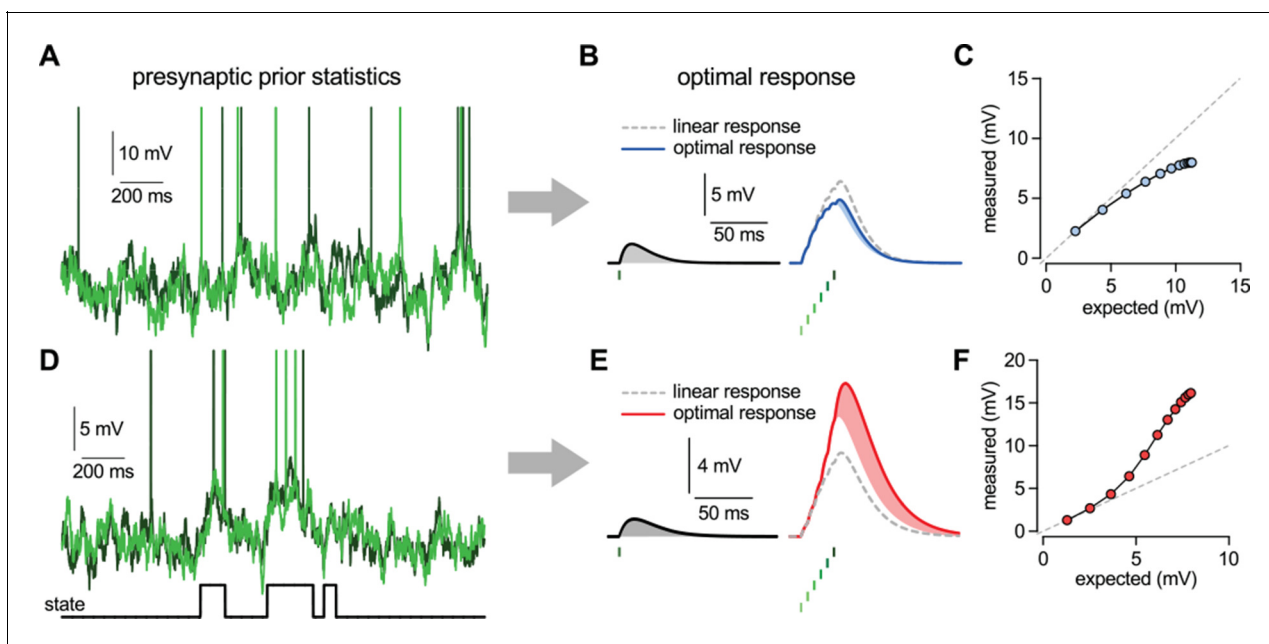 A
presynaptic prior statistics
10 mV
200 ms
B
optimal response
linear response
optimal response
5 mV
50 ms
C
15
10
5
0
measured (mV)
0 5 10 15
expected (mV)
D
5 mV
200 ms
state
E
linear response
optimal response
4 mV
50 ms
F
20
15
10
5
0
measured (mV)
0 5 10
expected (mV)